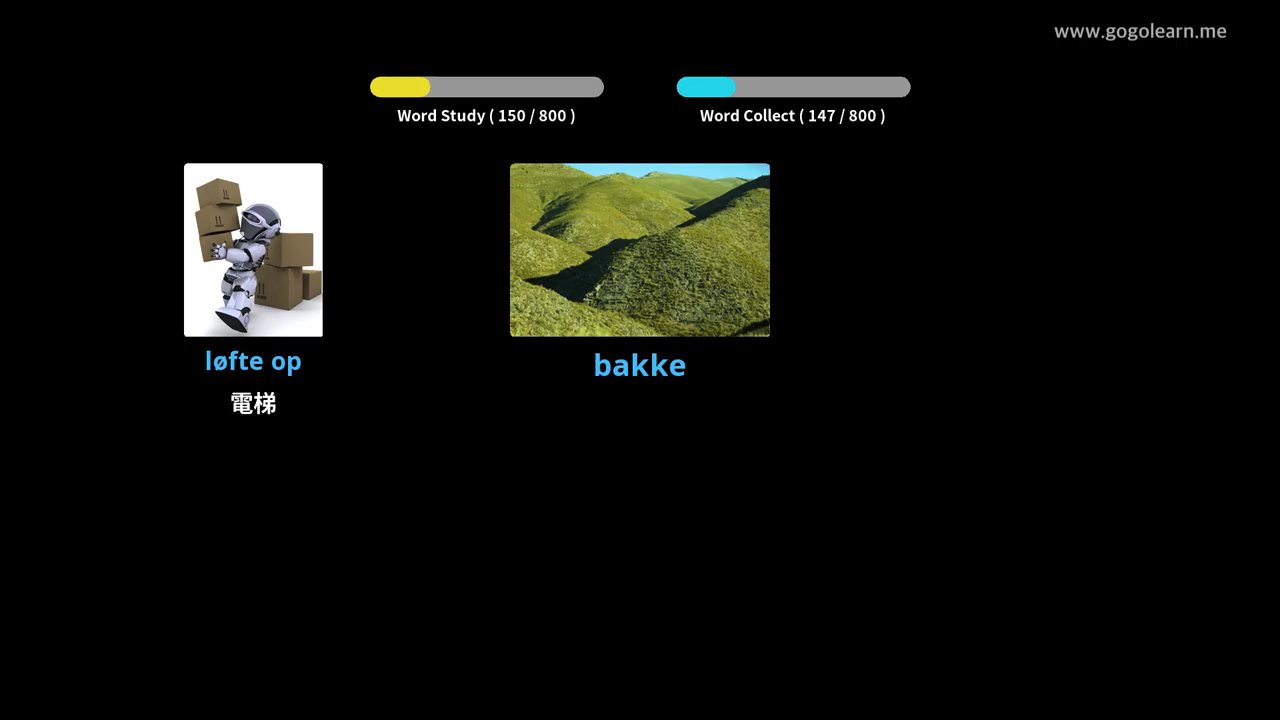 www.gogolearn.me
Word Study ( 150 / 800 )
Word Collect ( 147 / 800 )
løfte op
電梯
bakke